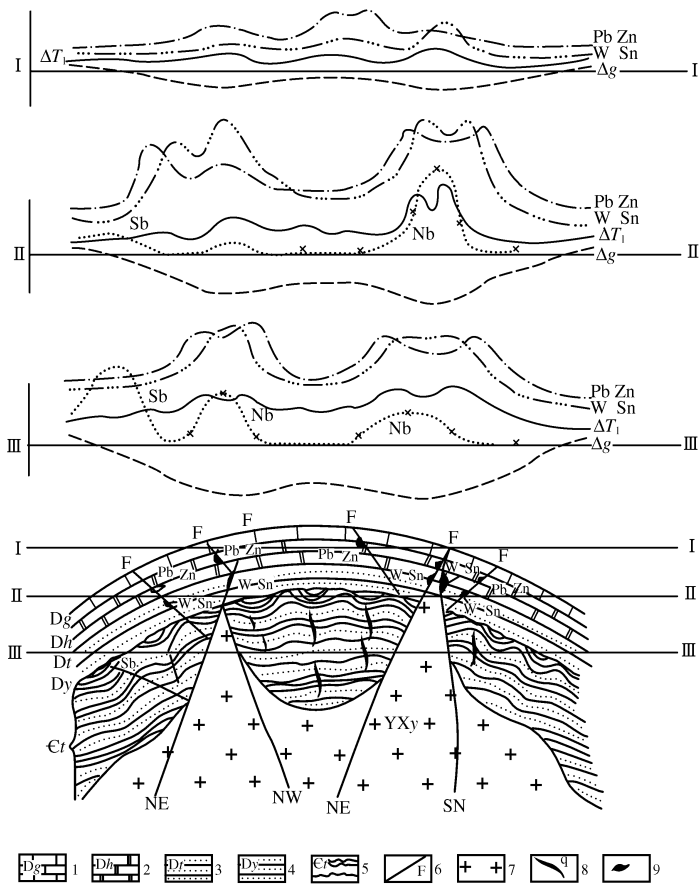 Pb Zn
W Sn
I ΔT₁ Δg I
Pb Zn
W Sn
Sb
ΔT₁
Nb
II Δg II
Pb Zn
Sb W Sn
Nb Nb ΔT₁
III Δg III
F F F F
I Pb Zn Pb Zn I
F W Sn F
Pb Zn W Sn W Sn Pb Zn
II W Sn W Sn II
Dg
Dh
III III
Dt Sb
Dy
YXy
Єt
NE NW NE SN
Dg 1 Dh 2 Dt 3 Dy 4 Єt 5 F 6 7 q 8 9